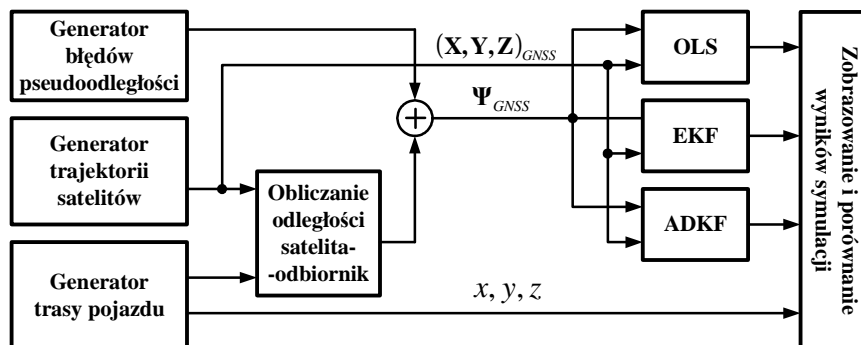 Generator
błędów
pseudoodległości
(X, Y, Z)GNSS
OLS
ΨGNSS
Generator
trajektorii
satelitów
+
EKF
Obliczanie
odległości
satelita-
-odbiornik
ADKF
Generator
trasy pojazdu
x, y, z
Zobrazowanie i porównanie
wyników symulacji